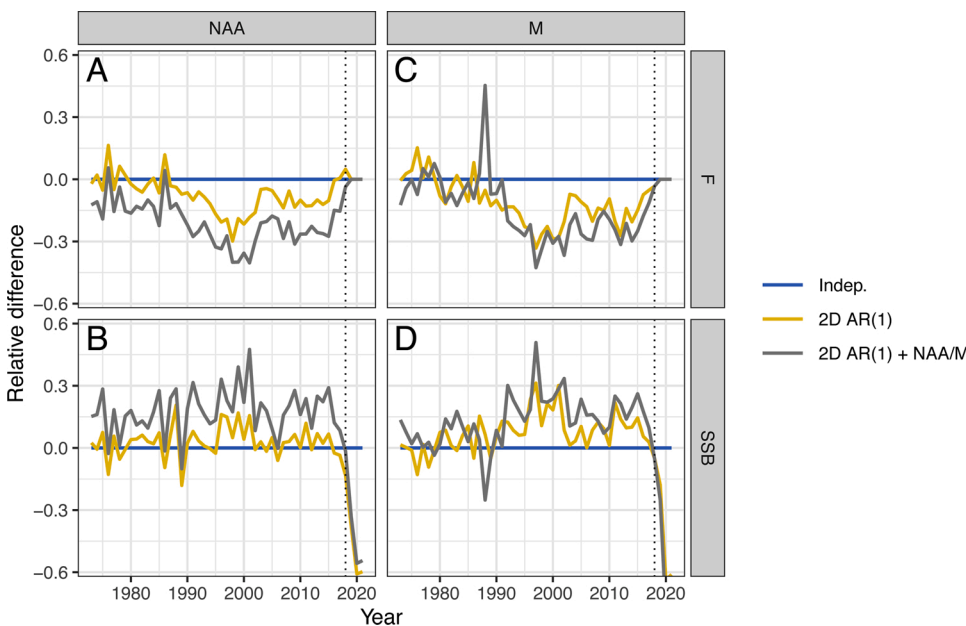 NAA
M
Relative difference
0.6
0.3
0.0
−0.3
−0.6
A
C
F
0.6
0.3
0.0
−0.3
−0.6
B
D
SSB
1980 1990 2000 2010 2020
1980 1990 2000 2010 2020
Year
Indep.
2D AR(1)
2D AR(1) + NAA/M